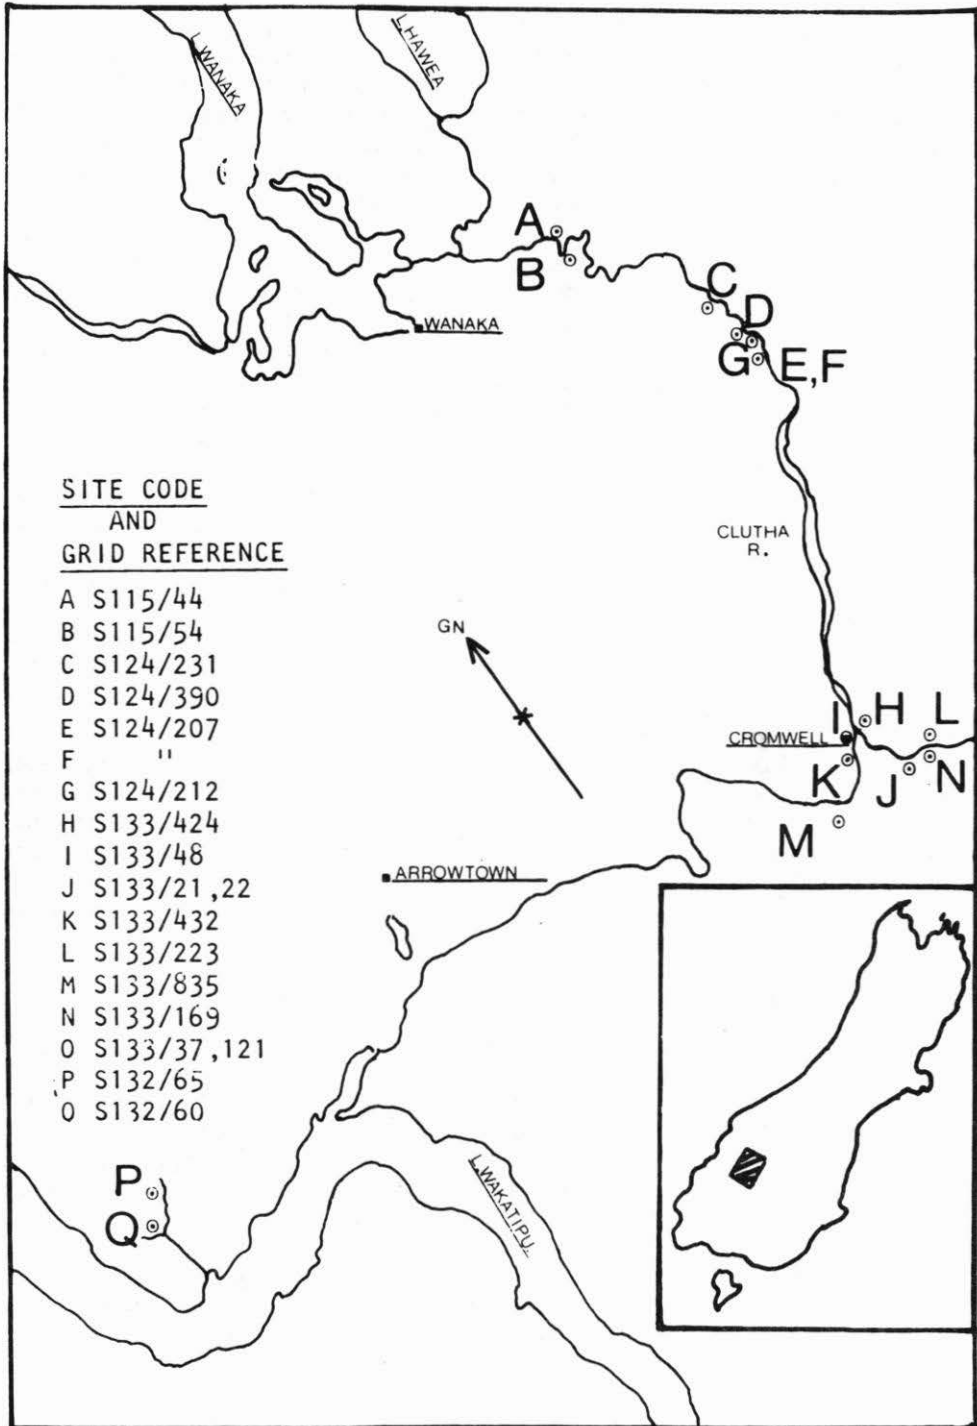 L.WANAKA
L.HAWEA
A
B
WANAKA
C
D
G
E,F
SITE CODE
AND
GRID REFERENCE
A S115/44
B S115/54
C S124/231
D S124/390
E S124/207
F "
G S124/212
H S133/424
I S133/48
J S133/21,22
K S133/432
L S133/223
M S133/835
N S133/169
O S133/37,121
P S132/65
Q S132/60
CLUTHA
R.
GN
I
H
L
CROMWELL
K
J
N
M
ARROWTOWN
P
Q
L.WAKATIPU.